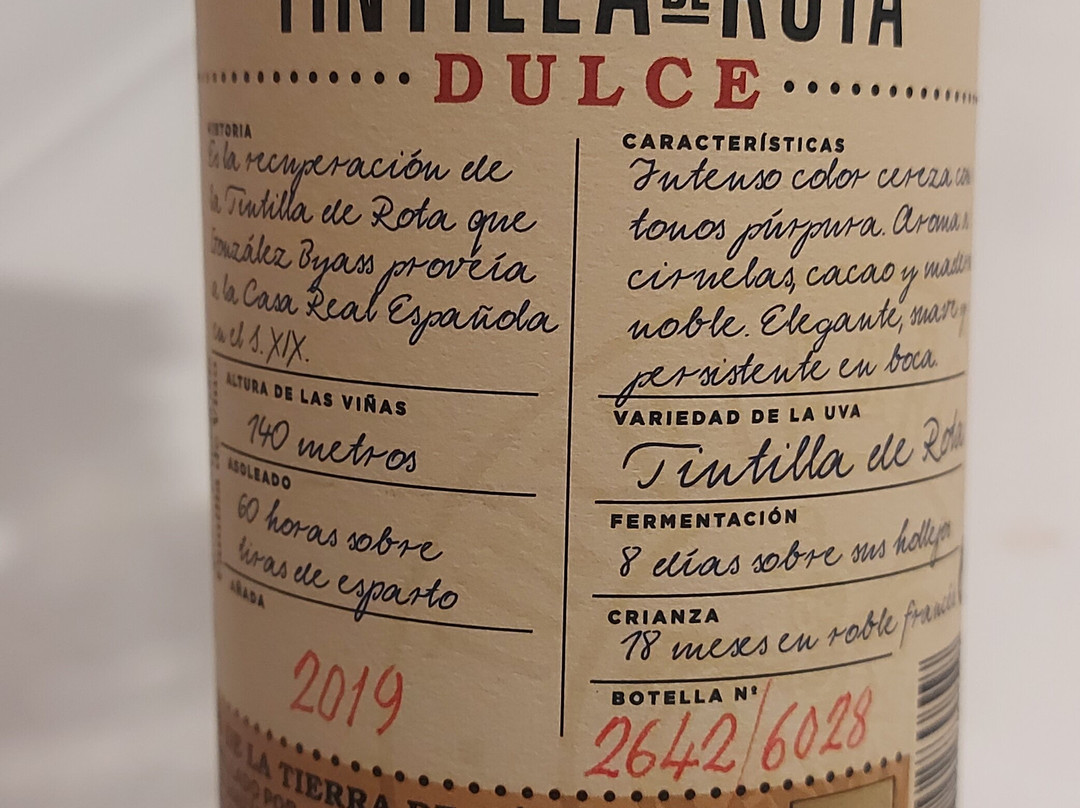 TINTILLA DE ROTA
DULCE
HISTORIA
Es la recuperación de
la Tintilla de Rota que
González Byass proveía
a la Casa Real Española
en el S. XIX.
ALTURA DE LAS VIÑAS
140 metros
ASOLEADO
60 horas sobre
tiras de esparto
AÑADA
2019
CARACTERÍSTICAS
Intenso color cereza con
tonos púrpura. Aroma a
ciruelas, cacao y madera
noble. Elegante, suave y
persistente en boca.
VARIEDAD DE LA UVA
Tintilla de Rota
FERMENTACIÓN
8 días sobre sus hollejos
CRIANZA
18 meses en roble francés
BOTELLA Nº
2642/6028
DE LA TIERRA DE